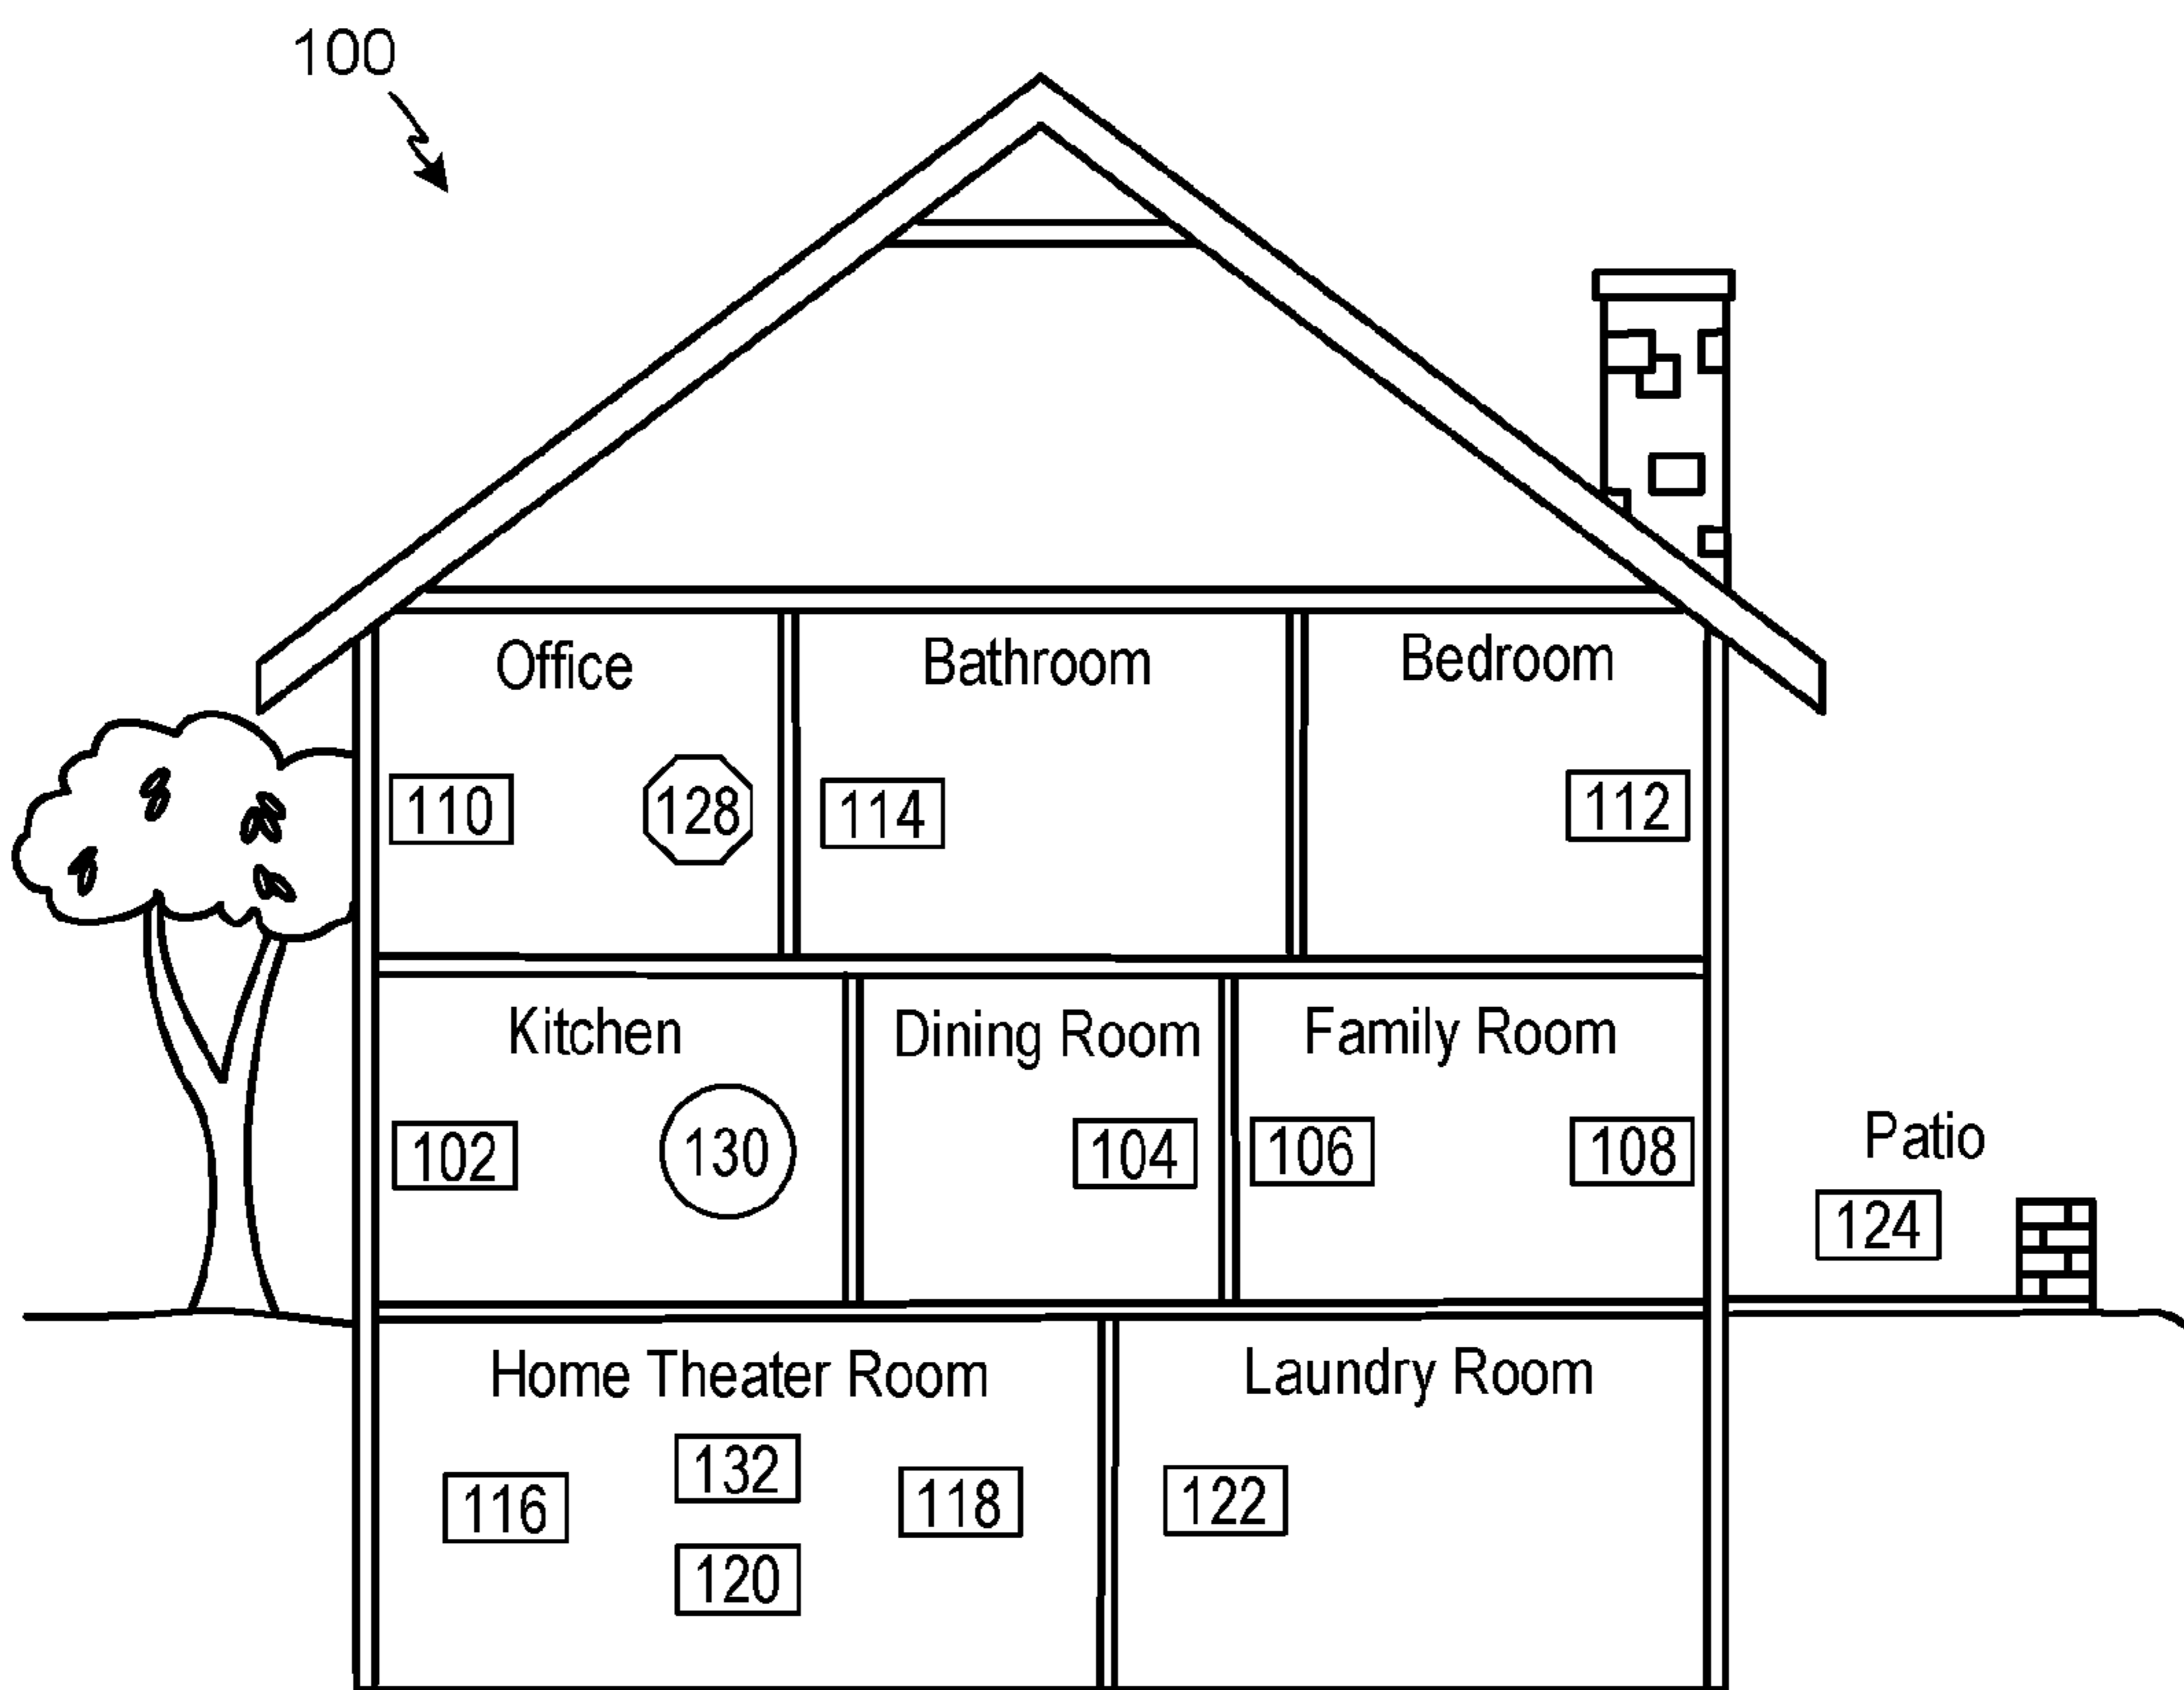 100
Office
Bathroom
Bedroom
110
128
114
112
Kitchen
Dining Room
Family Room
102
130
104
106
108
Patio
124
Home Theater Room
Laundry Room
116
132
118
120
122